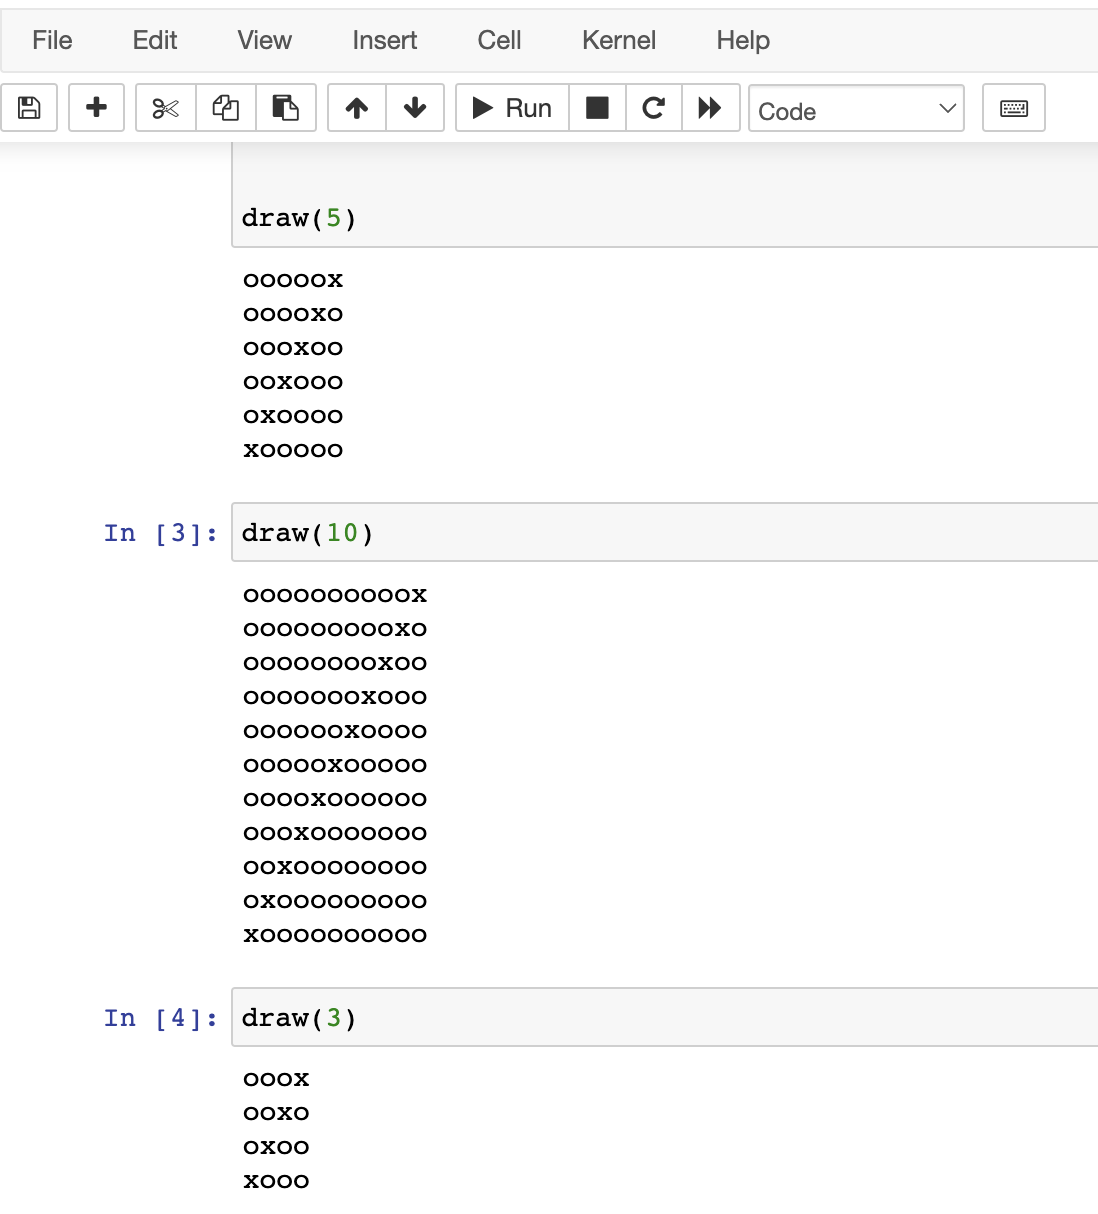 File Edit View Insert Cell Kernel Help
Run Code
draw(5)
ooooox
ooooxo
oooxoo
ooxooo
oxoooo
xooooo
In [3]: draw(10)
oooooooooox
oooooooooxo
ooooooooxoo
oooooooxooo
ooooooxoooo
oooooxooooo
ooooxoooooo
oooxooooooo
ooxoooooooo
oxooooooooo
xoooooooooo
In [4]: draw(3)
ooox
ooxo
oxoo
xooo